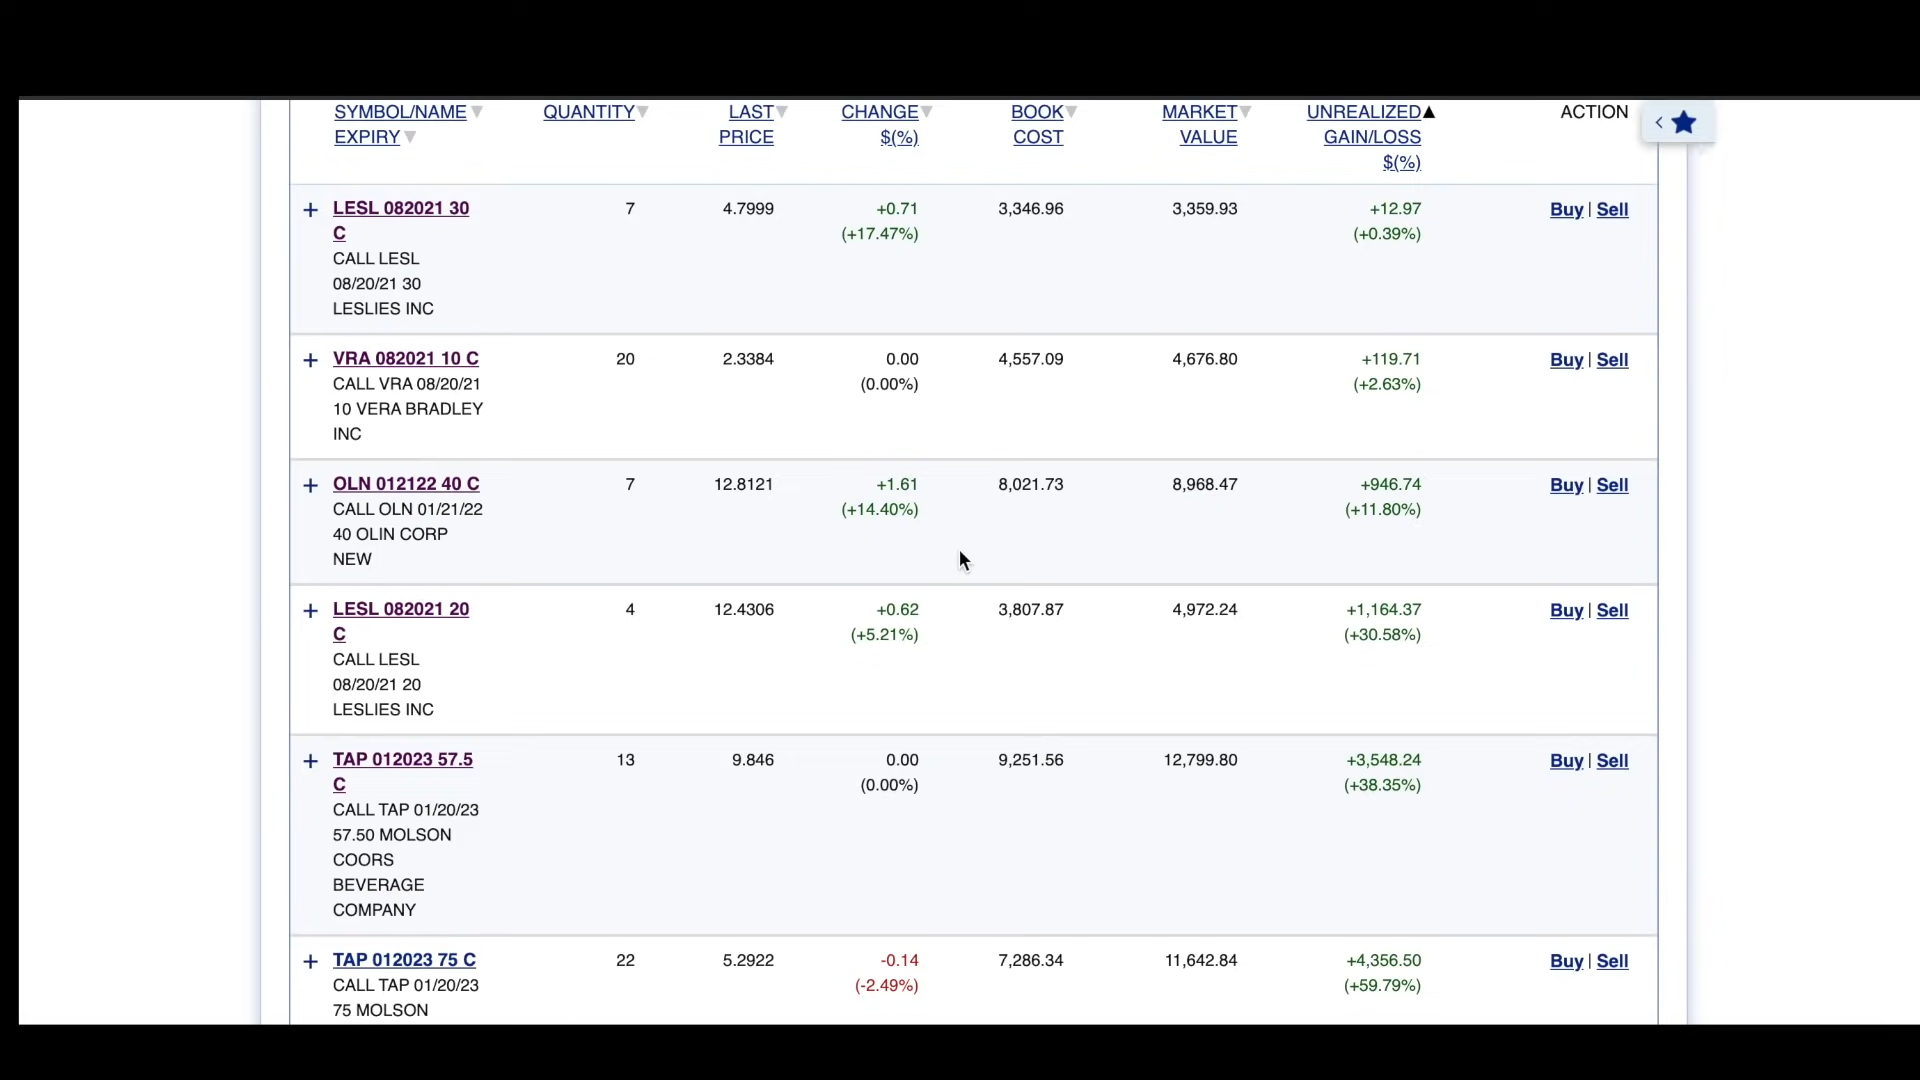 SYMBOL/NAME QUANTITY LAST CHANGE BOOK MARKET UNREALIZED ACTION
EXPIRY PRICE $(%) COST VALUE GAIN/LOSS
$(%)
LESL 082021 30 7 4.7999 +0.71 3,346.96 3,359.93 +12.97 Buy | Sell
C (+17.47%) (+0.39%)
CALL LESL
08/20/21 30
LESLIES INC
VRA 082021 10 C 20 2.3384 0.00 4,557.09 4,676.80 +119.71 Buy | Sell
CALL VRA 08/20/21 (0.00%) (+2.63%)
10 VERA BRADLEY
INC
OLN 012122 40 C 7 12.8121 +1.61 8,021.73 8,968.47 +946.74 Buy | Sell
CALL OLN 01/21/22 (+14.40%) (+11.80%)
40 OLIN CORP
NEW
LESL 082021 20 4 12.4306 +0.62 3,807.87 4,972.24 +1,164.37 Buy | Sell
C (+5.21%) (+30.58%)
CALL LESL
08/20/21 20
LESLIES INC
TAP 012023 57.5 13 9.846 0.00 9,251.56 12,799.80 +3,548.24 Buy | Sell
C (0.00%) (+38.35%)
CALL TAP 01/20/23
57.50 MOLSON
COORS
BEVERAGE
COMPANY
TAP 012023 75 C 22 5.2922 -0.14 7,286.34 11,642.84 +4,356.50 Buy | Sell
CALL TAP 01/20/23 (-2.49%) (+59.79%)
75 MOLSON